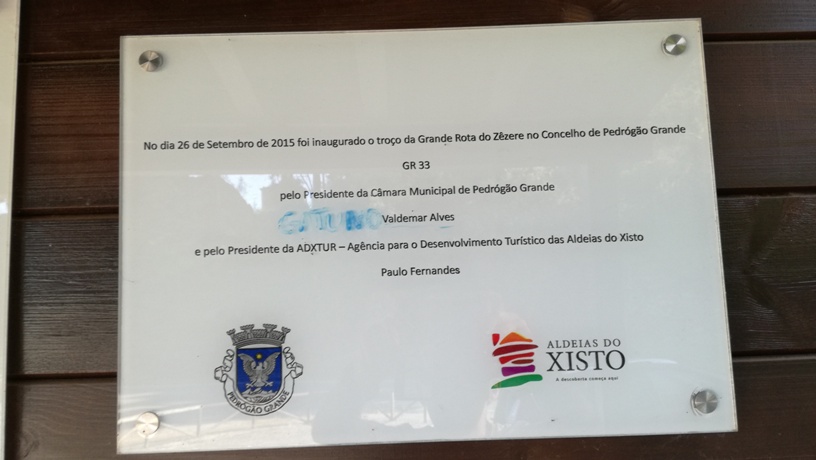 No dia 26 de Setembro de 2015 foi inaugurado o troço da Grande Rota do Zêzere no Concelho de Pedrógão Grande
GR 33
pelo Presidente da Câmara Municipal de Pedrógão Grande
GATUNO Valdemar Alves
e pelo Presidente da ADXTUR – Agência para o Desenvolvimento Turístico das Aldeias do Xisto
Paulo Fernandes
PEDRÓGÃO GRANDE
ALDEIAS DO
XISTO
A descoberta começa aqui